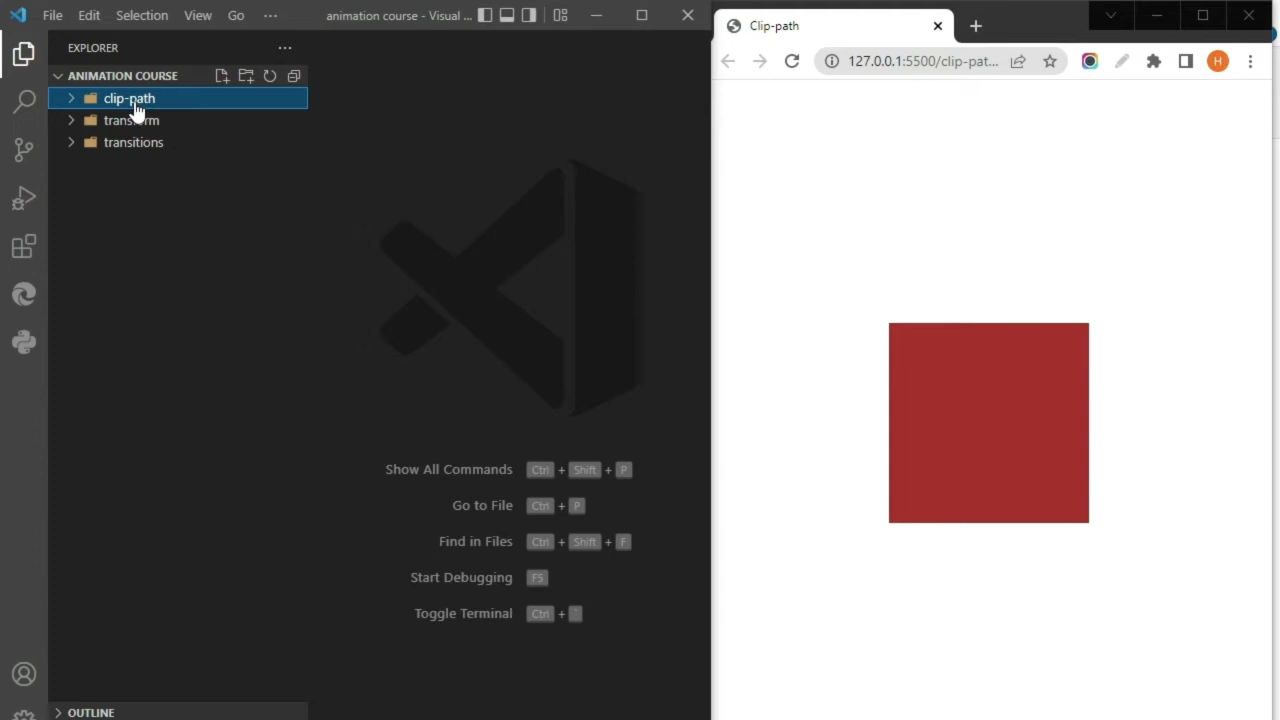 File Edit Selection View Go ··· animation course - Visual ...
EXPLORER ···
ANIMATION COURSE
clip-path
transform
transitions
Show All Commands Ctrl + Shift + P
Go to File Ctrl + P
Find in Files Ctrl + Shift + F
Start Debugging F5
Toggle Terminal Ctrl + `
OUTLINE
Clip-path
127.0.0.1:5500/clip-pat... H